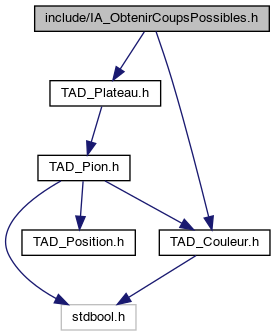 include/IA_ObtenirCoupsPossibles.h
TAD_Plateau.h
TAD_Pion.h
TAD_Position.h
TAD_Couleur.h
stdbool.h